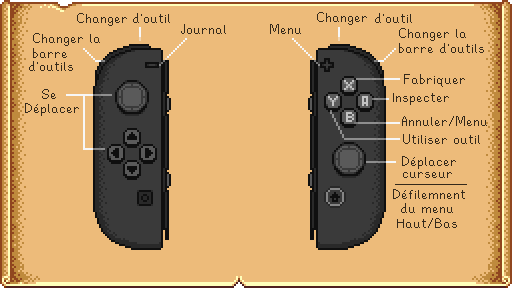 Changer d'outil
Changer la
barre
d'outils
Journal
Se
Déplacer
Menu
Changer d'outil
Changer la
barre d'outils
X
Y
A
B
Fabriquer
Inspecter
Annuler/Menu
Utiliser outil
Déplacer
curseur
Défilemnent
du menu
Haut/Bas